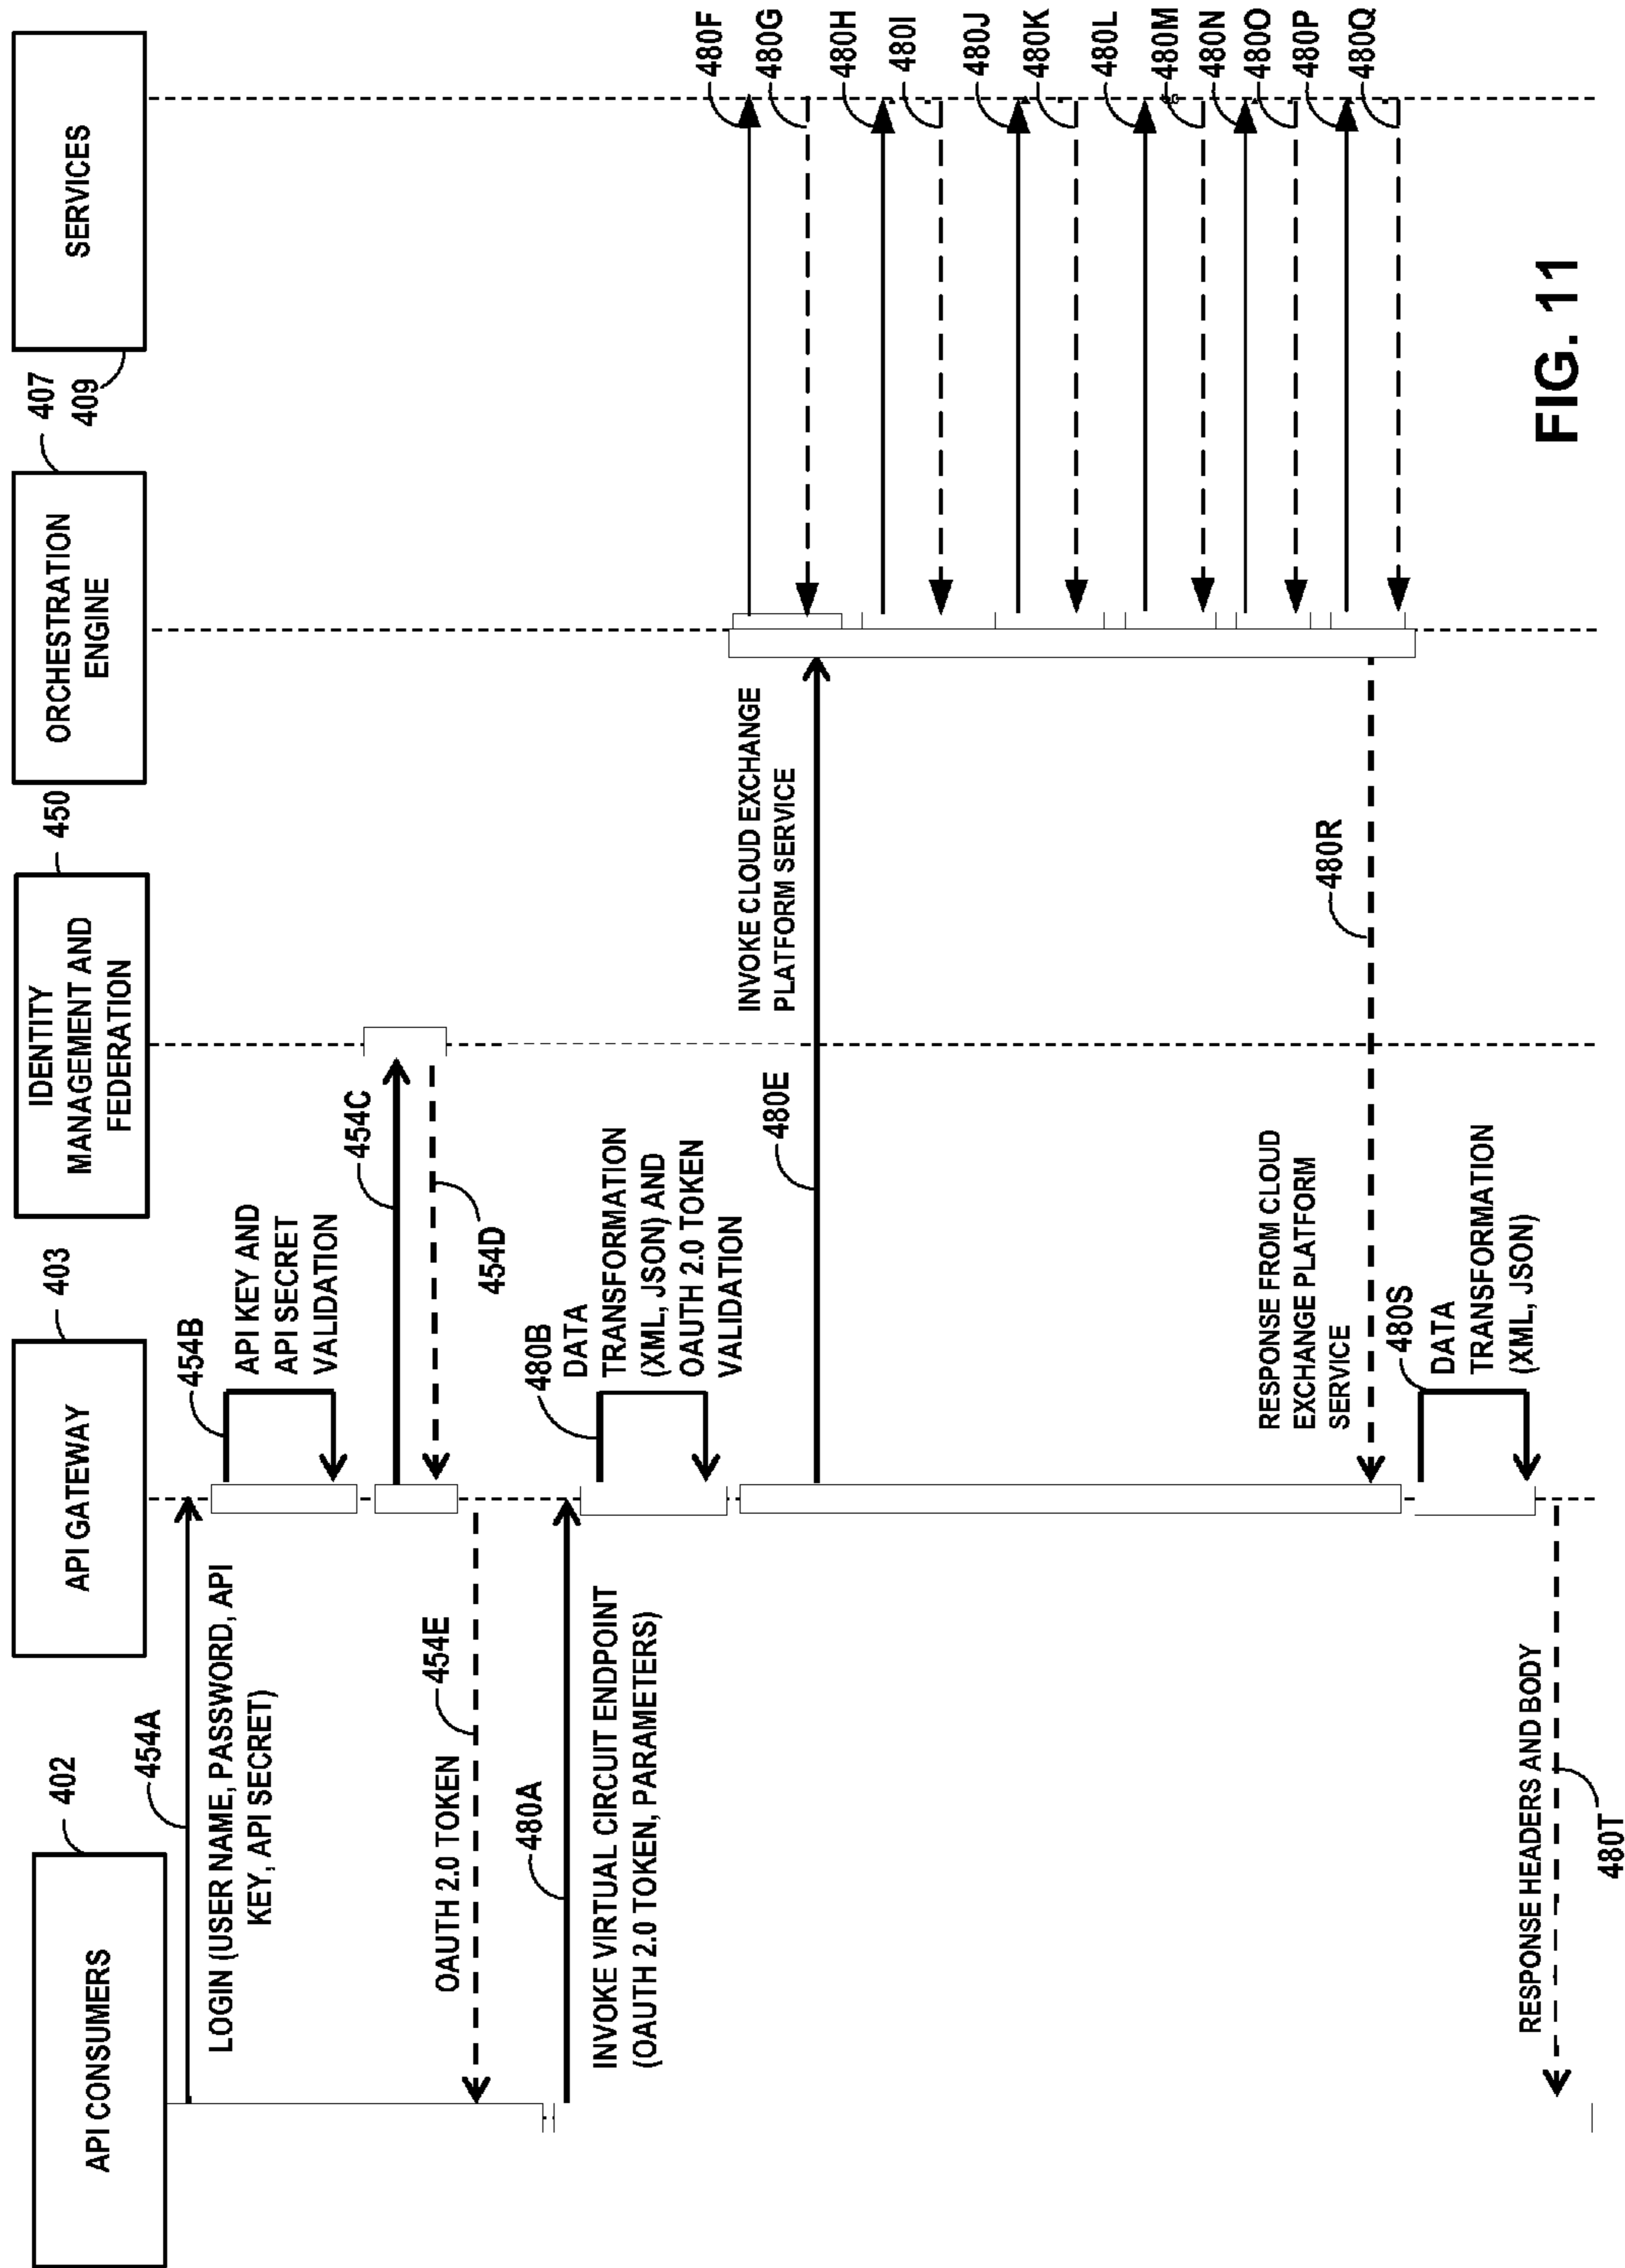 API CONSUMERS
402
API GATEWAY
403
IDENTITY
MANAGEMENT AND
FEDERATION
450
ORCHESTRATION
ENGINE
407
SERVICES
409
454A
LOGIN (USER NAME, PASSWORD, API
KEY, API SECRET)
454B
API KEY AND
API SECRET
VALIDATION
454C
454D
454E
OAUTH 2.0 TOKEN
480A
INVOKE VIRTUAL CIRCUIT ENDPOINT
(OAUTH 2.0 TOKEN, PARAMETERS)
480B
DATA
TRANSFORMATION
(XML, JSON) AND
OAUTH 2.0 TOKEN
VALIDATION
480E
INVOKE CLOUD EXCHANGE
PLATFORM SERVICE
480F
480G
480H
480I
480J
480K
480L
480M
480N
480O
480P
480Q
480R
RESPONSE FROM CLOUD
EXCHANGE PLATFORM
SERVICE
480S
DATA
TRANSFORMATION
(XML, JSON)
RESPONSE HEADERS AND BODY
480T
FIG. 11